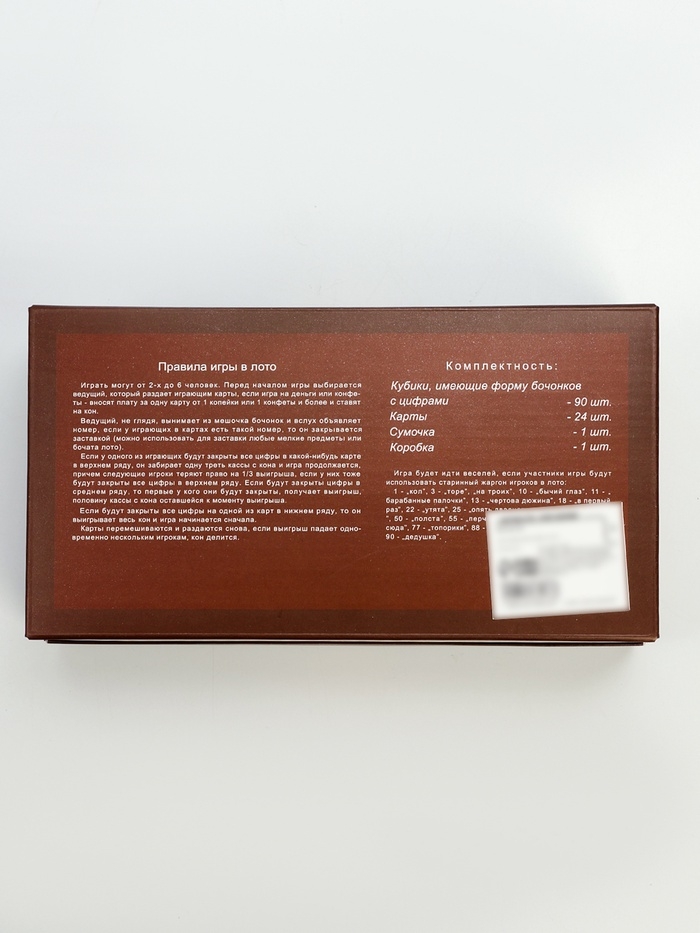 Правила игры в лото
Играть могут от 2-х до 6 человек. Перед началом игры выбирается
ведущий, который раздает играющим карты, если игра на деньги или конфе-
ты - вносят плату за одну карту от 1 копейки или 1 конфеты и более и ставят
на кон.
Ведущий, не глядя, вынимает из мешочка бочонок и вслух объявляет
номер, если у играющих в картах есть такой номер, то он закрывается
заставкой (можно использовать для заставки любые мелкие предметы или
бочата лото).
Если у одного из играющих будут закрыты все цифры в какой-нибудь карте
в верхнем ряду, он забирает одну треть кассы с кона и игра продолжается,
причем следующие игроки теряют право на 1/3 выигрыша, если у них тоже
будут закрыты все цифры в верхнем ряду. Если будут закрыты цифры в
среднем ряду, то первые у кого они будут закрыты, получает выигрыш,
половину кассы с кона оставшейся к моменту выигрыша.
Если будут закрыты все цифры на одной из карт в нижнем ряду, то он
выигрывает весь кон и игра начинается сначала.
Карты перемешиваются и раздаются снова, если выигрыш падает одно-
временно нескольким игрокам, кон делится.
Комплектность:
Кубики, имеющие форму бочонков
с цифрами - 90 шт.
Карты - 24 шт.
Сумочка - 1 шт.
Коробка - 1 шт.
Игра будет идти веселей, если участники игры будут
использовать старинный жаргон игроков в лото:
1 - „кол", 3 - „торе", „на троих", 10 - „бычий глаз", 11 - „
барабанные палочки", 13 - „чертова дюжина", 18 - „в первый
раз", 22 - „утята", 25 - „опять
", 50 - „полста", 55 -
сюда", 77 - „топорики", 88 -
90 - „дедушка".